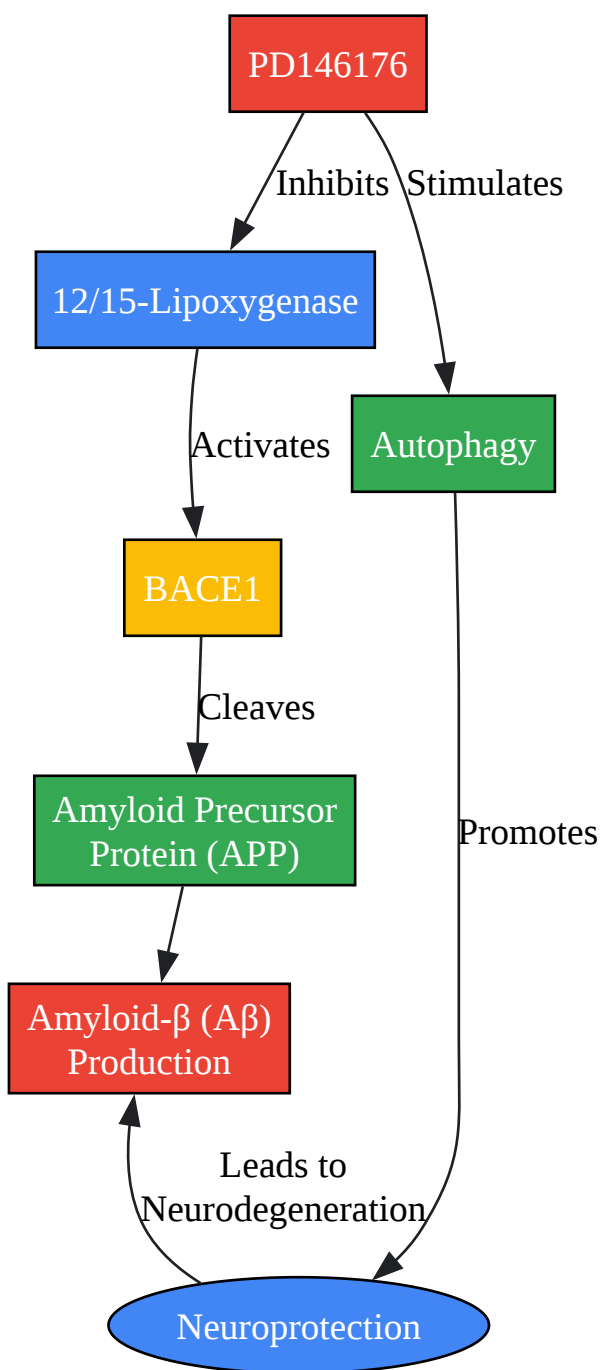 PD146176
Inhibits
Stimulates
12/15-Lipoxygenase
Activates
Autophagy
BACE1
Cleaves
Amyloid Precursor
Protein (APP)
Promotes
Amyloid-β (Aβ)
Production
Leads to
Neurodegeneration
Neuroprotection